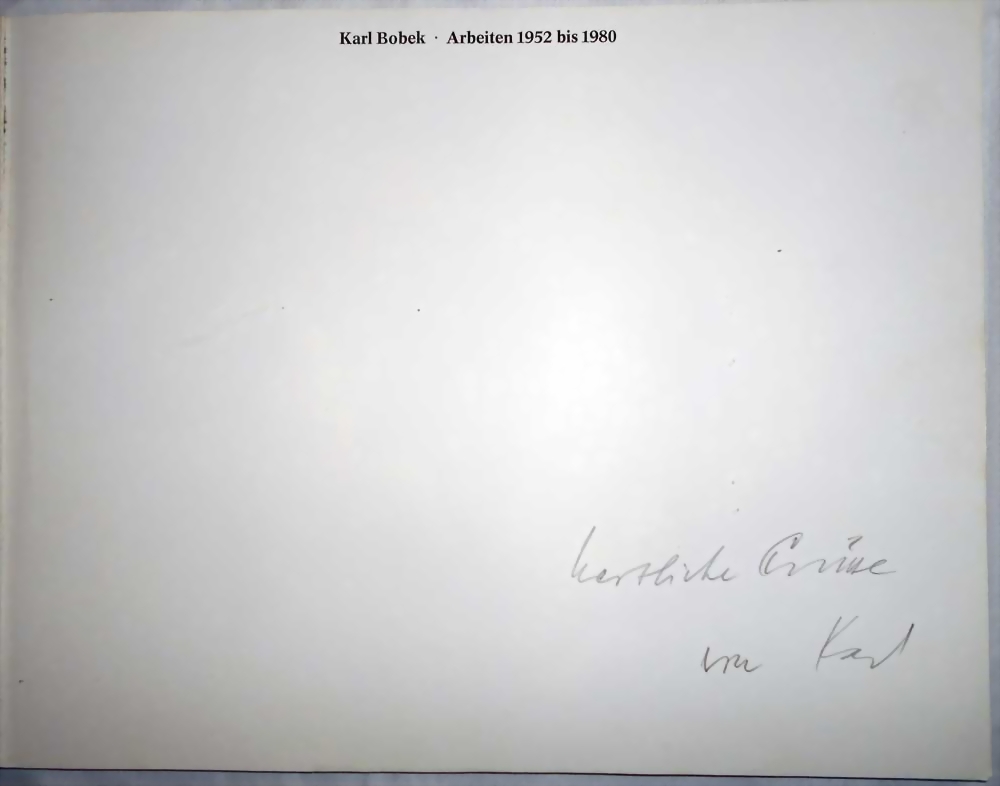 Karl Bobek · Arbeiten 1952 bis 1980
herzliche Grüße
von Karl